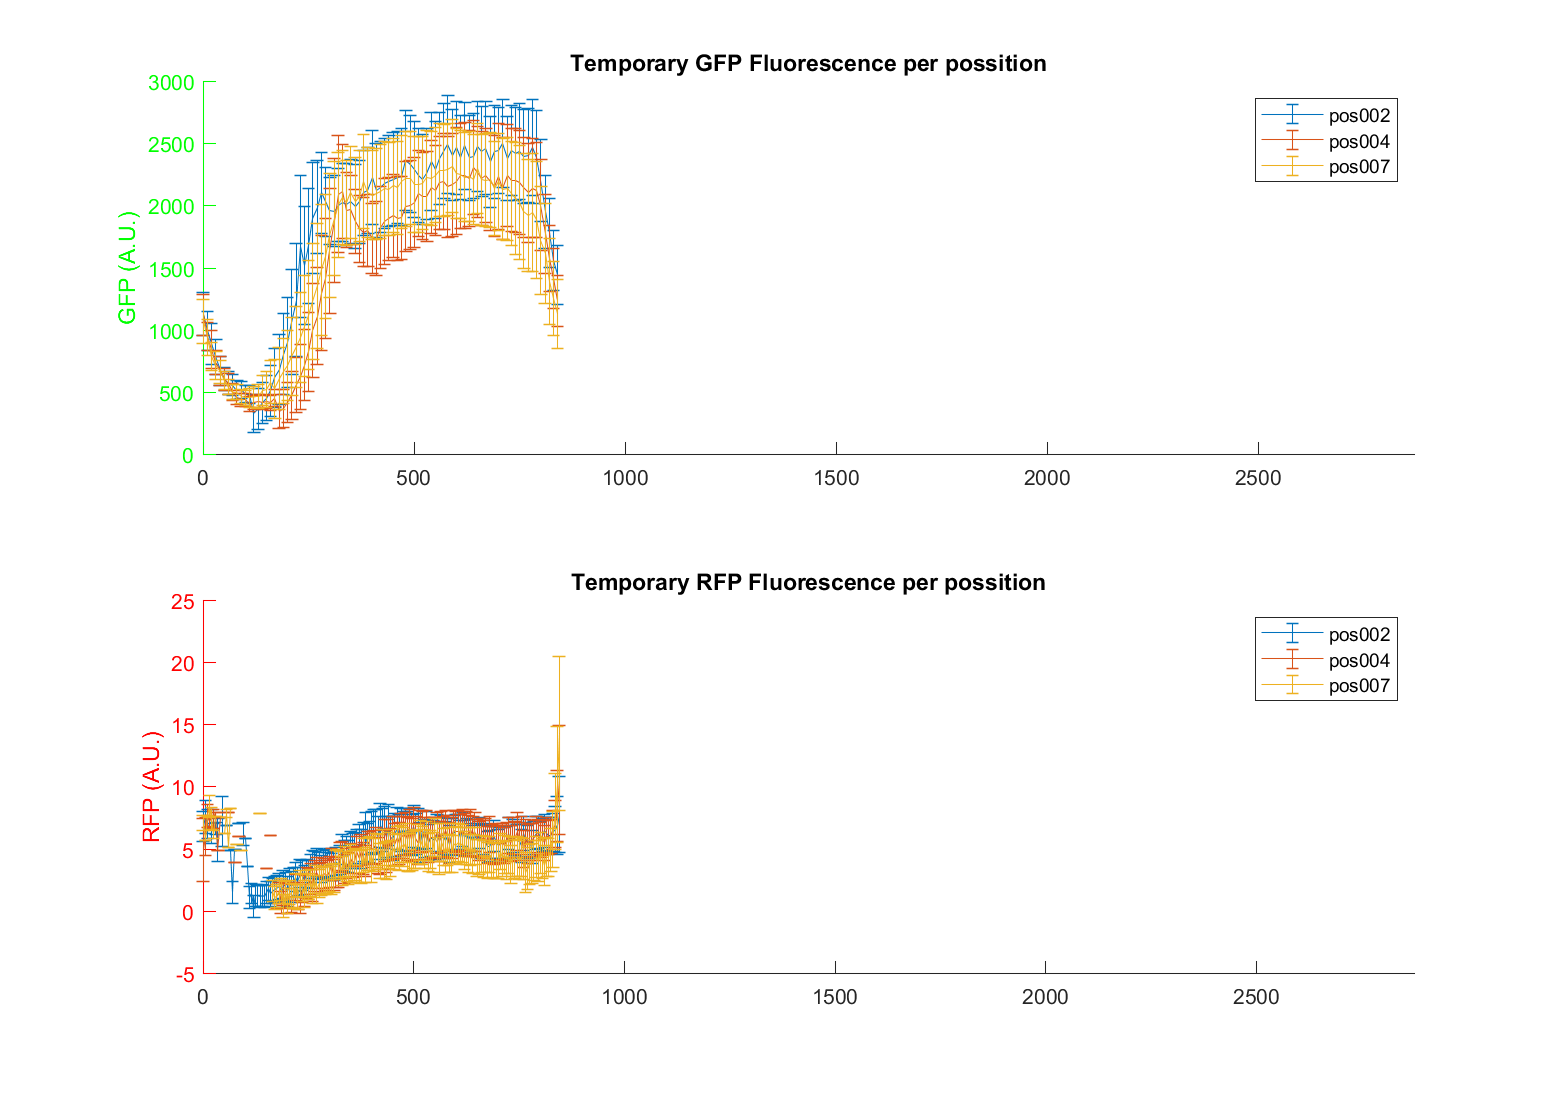 Temporary GFP Fluorescence per possition
3000
2500
2000
1500
1000
500
0
GFP (A.U.)
0 500 1000 1500 2000 2500
pos002
pos004
pos007
Temporary RFP Fluorescence per possition
25
20
15
10
5
0
-5
RFP (A.U.)
0 500 1000 1500 2000 2500
pos002
pos004
pos007